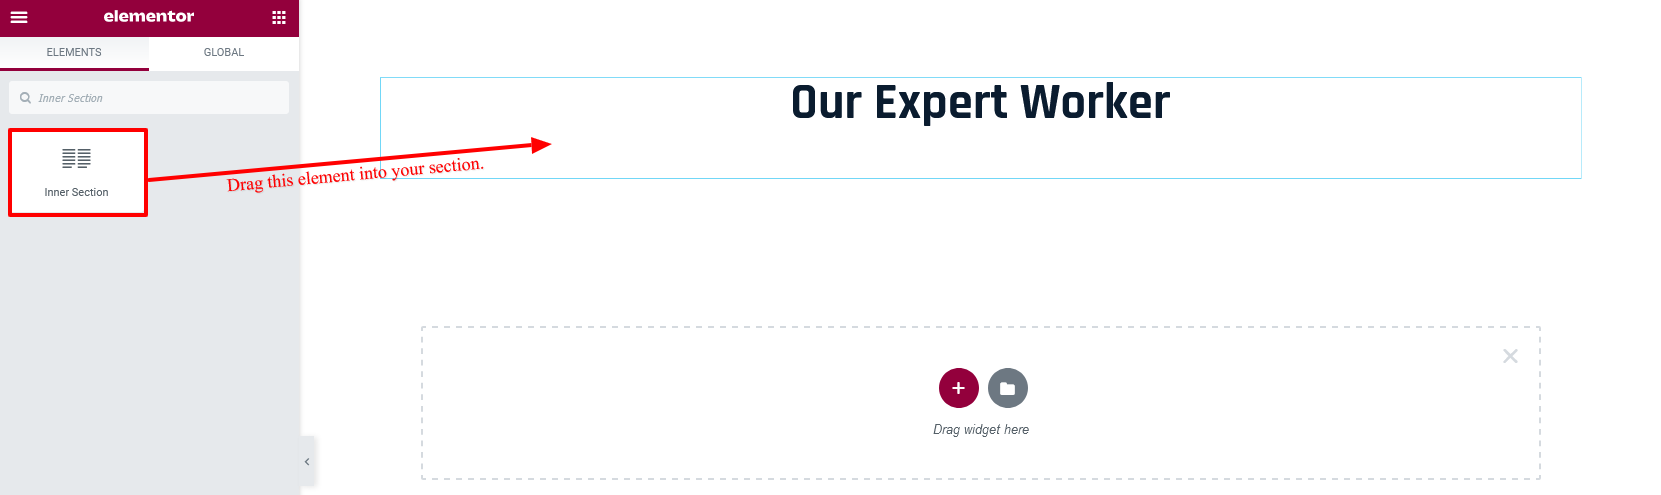 elementor
ELEMENTS
GLOBAL
Inner Section
Inner Section
Drag this element into your section.
Our Expert Worker
Drag widget here